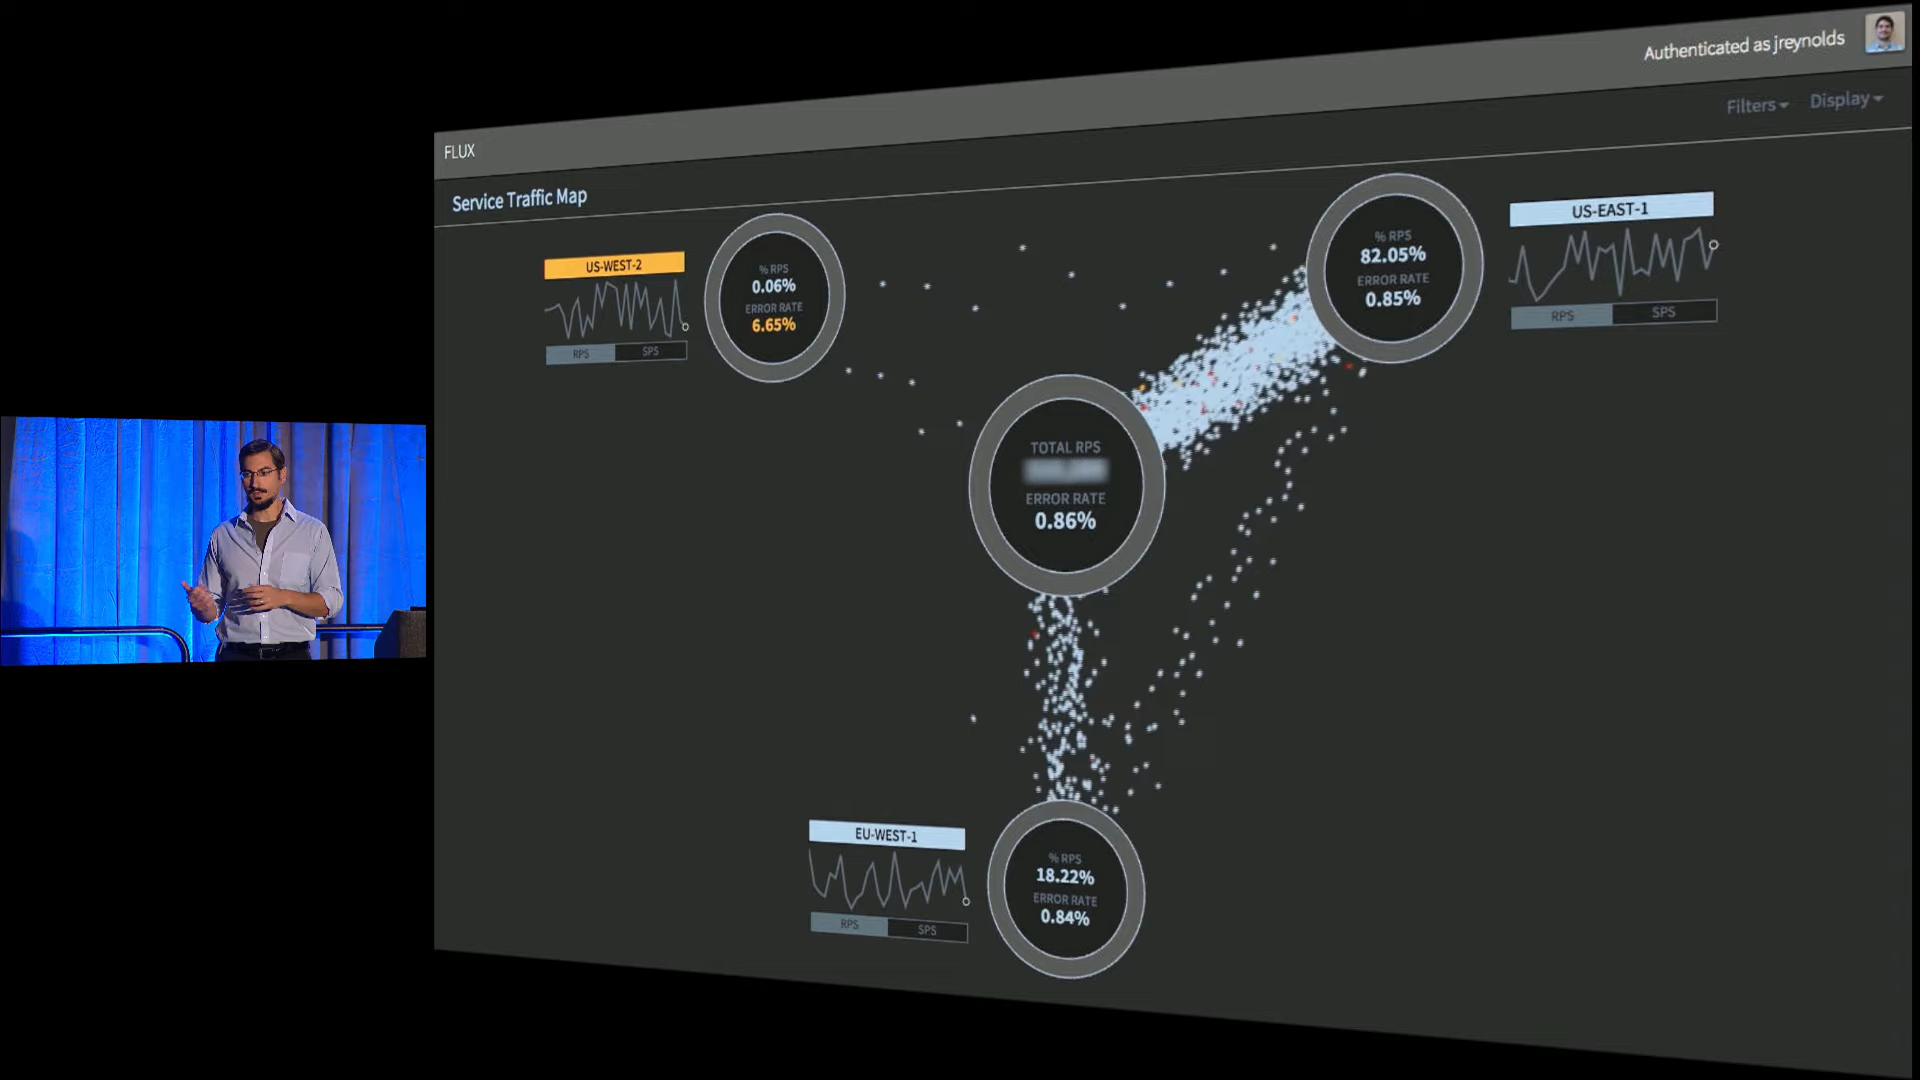 Authenticated as jreynolds
Filters
Display
FLUX
Service Traffic Map
US-WEST-2
RPS
SPS
% RPS
0.06%
ERROR RATE
6.65%
% RPS
82.05%
ERROR RATE
0.85%
US-EAST-1
RPS
SPS
TOTAL RPS
ERROR RATE
0.86%
EU-WEST-1
RPS
SPS
% RPS
18.22%
ERROR RATE
0.84%